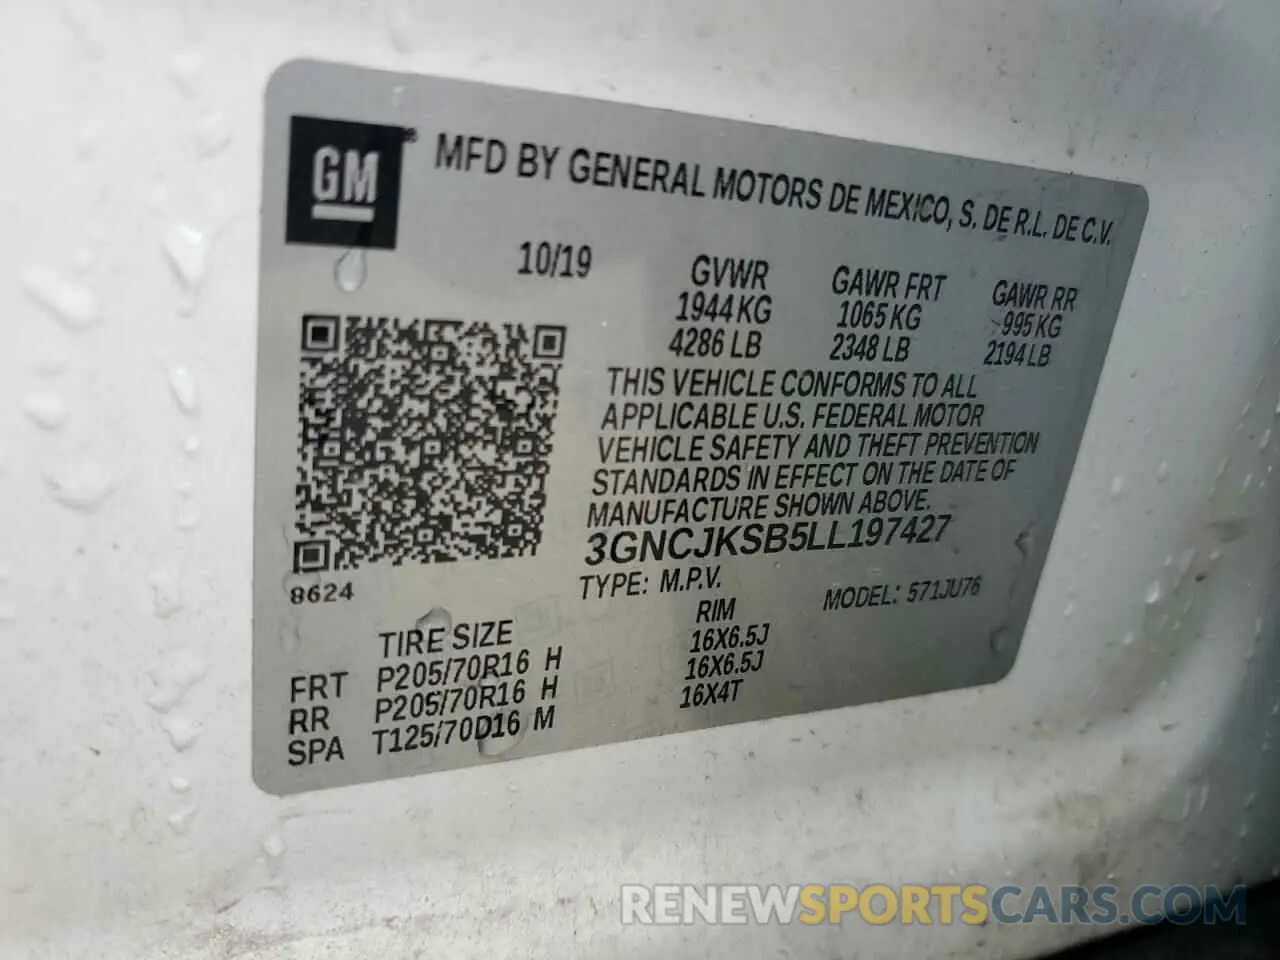 GM® MFD BY GENERAL MOTORS DE MEXICO, S. DE R.L. DE C.V.
10/19 GVWR GAWR FRT GAWR RR
1944 KG 1065 KG 995 KG
4286 LB 2348 LB 2194 LB
THIS VEHICLE CONFORMS TO ALL
APPLICABLE U.S. FEDERAL MOTOR
VEHICLE SAFETY AND THEFT PREVENTION
STANDARDS IN EFFECT ON THE DATE OF
MANUFACTURE SHOWN ABOVE.
3GNCJKSB5LL197427
8624 TYPE: M.P.V. MODEL: 571JU76
TIRE SIZE RIM
FRT P205/70R16 H 16X6.5J
RR P205/70R16 H 16X6.5J
SPA T125/70D16 M 16X4T
RENEWSPORTSCARS.COM